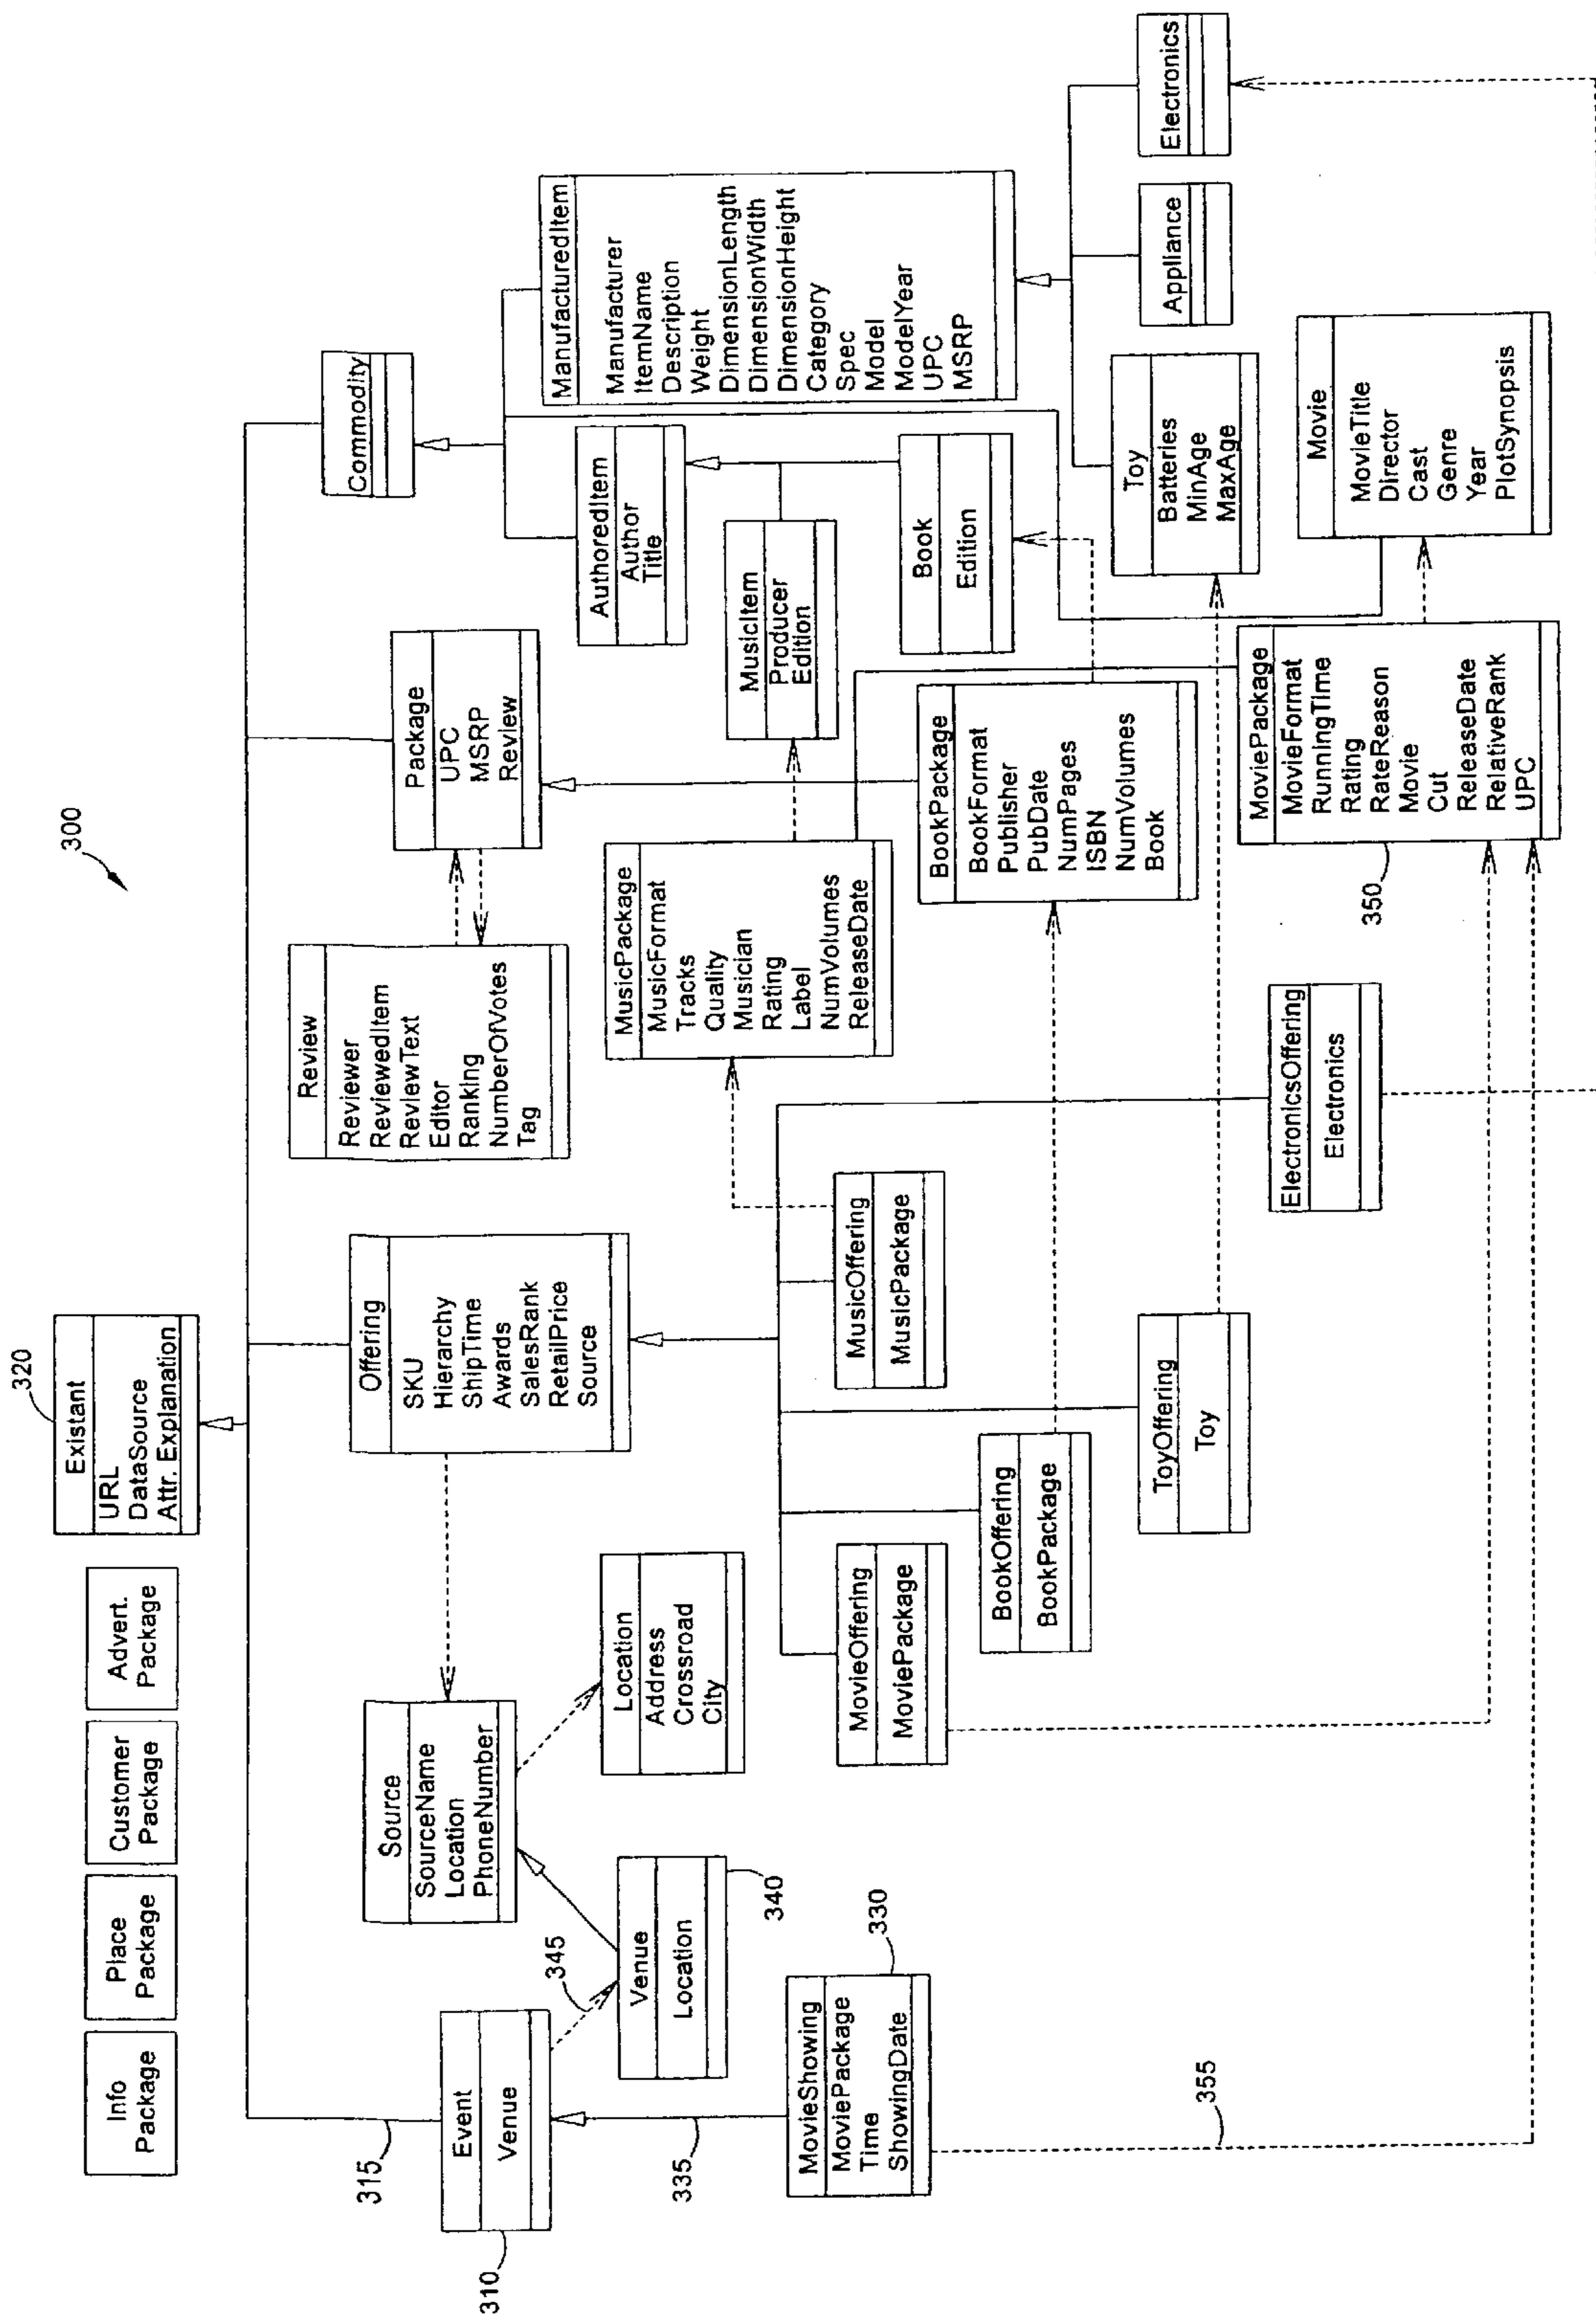 300
320
Info
Package
Place
Package
Customer
Package
Advert.
Package
Existant
URL
DataSource
Attr. Explanation
315
Event
Venue
310
345
Venue
Location
340
335
MovieShowing
MoviePackage
Time
ShowingDate
330
355
Source
SourceName
Location
PhoneNumber
Location
Address
Crossroad
City
Offering
SKU
Hierarchy
ShipTime
Awards
SalesRank
RetailPrice
Source
MovieOffering
MoviePackage
BookOffering
BookPackage
MusicOffering
MusicPackage
ToyOffering
Toy
ElectronicsOffering
Electronics
Review
Reviewer
ReviewedItem
ReviewText
Editor
Ranking
NumberOfVotes
Tag
Package
UPC
MSRP
Review
MusicPackage
MusicFormat
Tracks
Quality
Musician
Rating
Label
NumVolumes
ReleaseDate
BookPackage
BookFormat
Publisher
PubDate
NumPages
ISBN
NumVolumes
Book
MoviePackage
MovieFormat
RunningTime
Rating
RateReason
Movie
Cut
ReleaseDate
RelativeRank
UPC
350
Commodity
AuthoredItem
Author
Title
MusicItem
Producer
Edition
Book
Edition
ManufacturedItem
Manufacturer
ItemName
Description
Weight
DimensionLength
DimensionWidth
DimensionHeight
Category
Spec
Model
ModelYear
UPC
MSRP
Toy
Batteries
MinAge
MaxAge
Appliance
Electronics
Movie
MovieTitle
Director
Cast
Genre
Year
PlotSynopsis